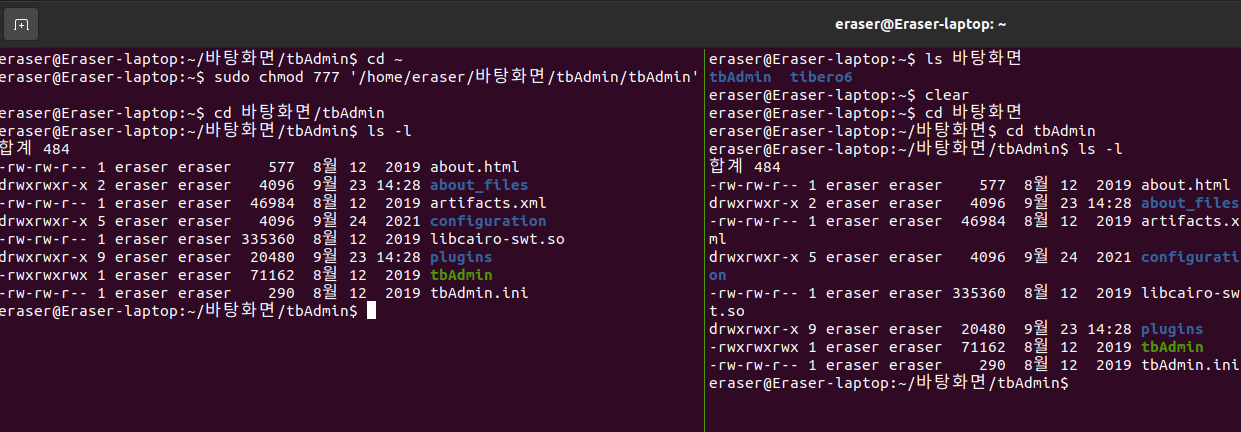 eraser@Eraser-laptop: ~
eraser@Eraser-laptop:~/바탕화면/tbAdmin$ cd ~
eraser@Eraser-laptop:~$ sudo chmod 777 '/home/eraser/바탕화면/tbAdmin/tbAdmin'
eraser@Eraser-laptop:~$ cd 바탕화면/tbAdmin
eraser@Eraser-laptop:~/바탕화면/tbAdmin$ ls -l
합계 484
-rw-rw-r-- 1 eraser eraser    577  8월 12  2019 about.html
drwxrwxr-x 2 eraser eraser   4096  9월 23 14:28 about_files
-rw-rw-r-- 1 eraser eraser  46984  8월 12  2019 artifacts.xml
drwxrwxr-x 5 eraser eraser   4096  9월 24  2021 configuration
-rw-rw-r-- 1 eraser eraser 335360  8월 12  2019 libcairo-swt.so
drwxrwxr-x 9 eraser eraser  20480  9월 23 14:28 plugins
-rwxrwxrwx 1 eraser eraser  71162  8월 12  2019 tbAdmin
-rw-rw-r-- 1 eraser eraser    290  8월 12  2019 tbAdmin.ini
eraser@Eraser-laptop:~/바탕화면/tbAdmin$
eraser@Eraser-laptop:~$ ls 바탕화면
tbAdmin  tibero6
eraser@Eraser-laptop:~$ clear
eraser@Eraser-laptop:~$ cd 바탕화면
eraser@Eraser-laptop:~/바탕화면$ cd tbAdmin
eraser@Eraser-laptop:~/바탕화면/tbAdmin$ ls -l
합계 484
-rw-rw-r-- 1 eraser eraser    577  8월 12  2019 about.html
drwxrwxr-x 2 eraser eraser   4096  9월 23 14:28 about_files
-rw-rw-r-- 1 eraser eraser  46984  8월 12  2019 artifacts.x
ml
drwxrwxr-x 5 eraser eraser   4096  9월 24  2021 configurati
on
-rw-rw-r-- 1 eraser eraser 335360  8월 12  2019 libcairo-sw
t.so
drwxrwxr-x 9 eraser eraser  20480  9월 23 14:28 plugins
-rwxrwxrwx 1 eraser eraser  71162  8월 12  2019 tbAdmin
-rw-rw-r-- 1 eraser eraser    290  8월 12  2019 tbAdmin.ini
eraser@Eraser-laptop:~/바탕화면/tbAdmin$